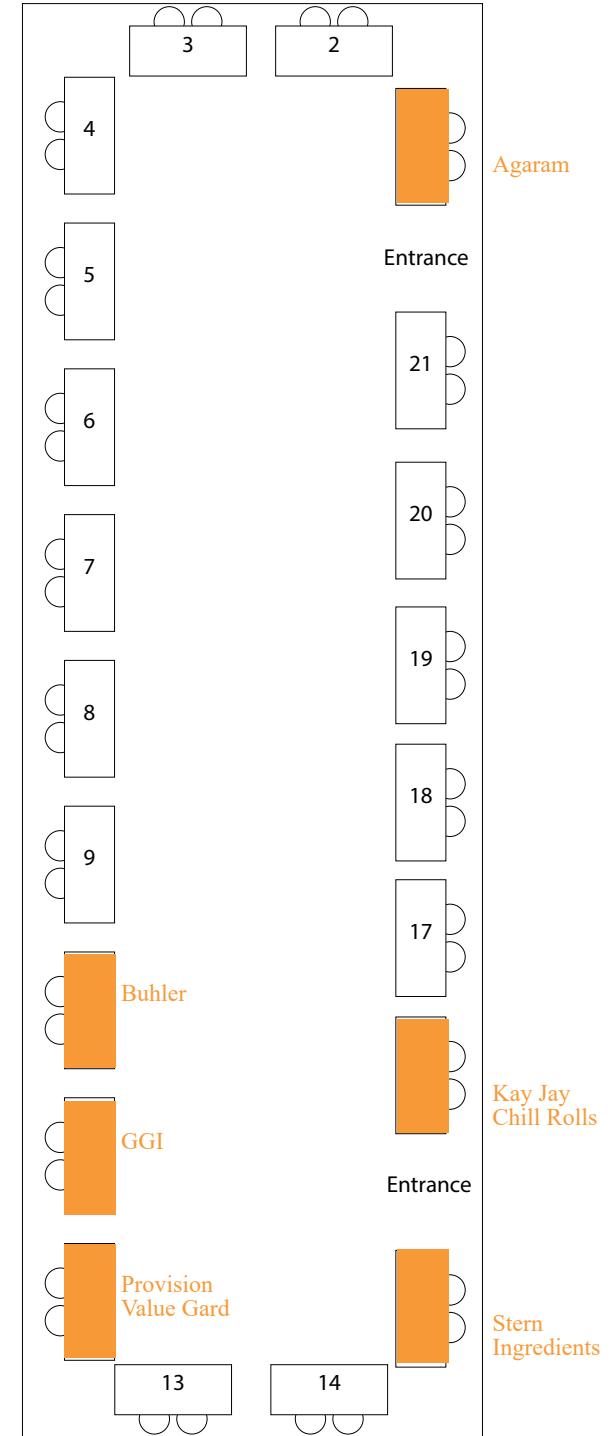 3
2
4
Agaram
Entrance
5
21
6
20
7
19
8
18
9
17
Buhler
Kay Jay
Chill Rolls
GGI
Entrance
Provision
Value Gard
Stern
Ingredients
13
14